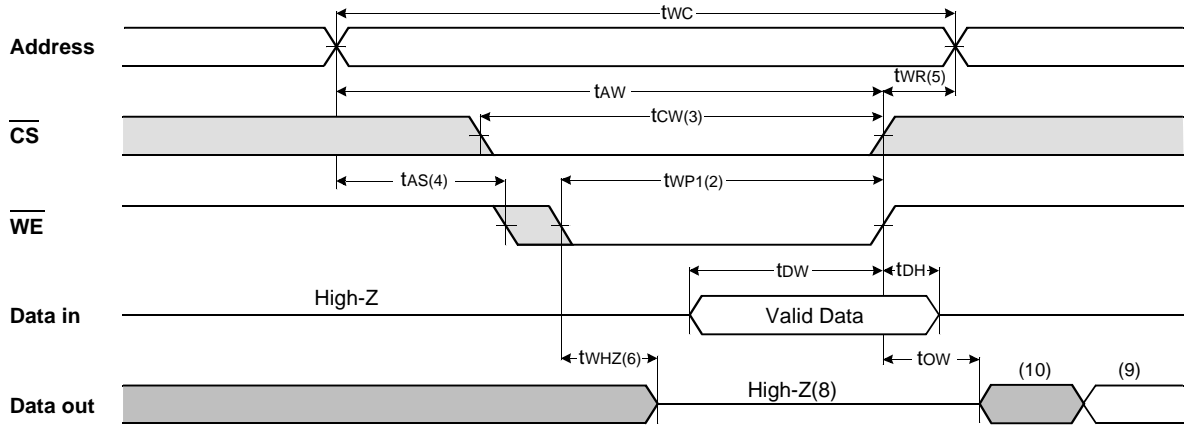 tWC
Address
tWR(5)
tAW
tCW(3)
CS
tAS(4)
tWP1(2)
WE
tDW
tDH
High-Z
Data in
Valid Data
tWHZ(6)
tOW
(10)
(9)
High-Z(8)
Data out